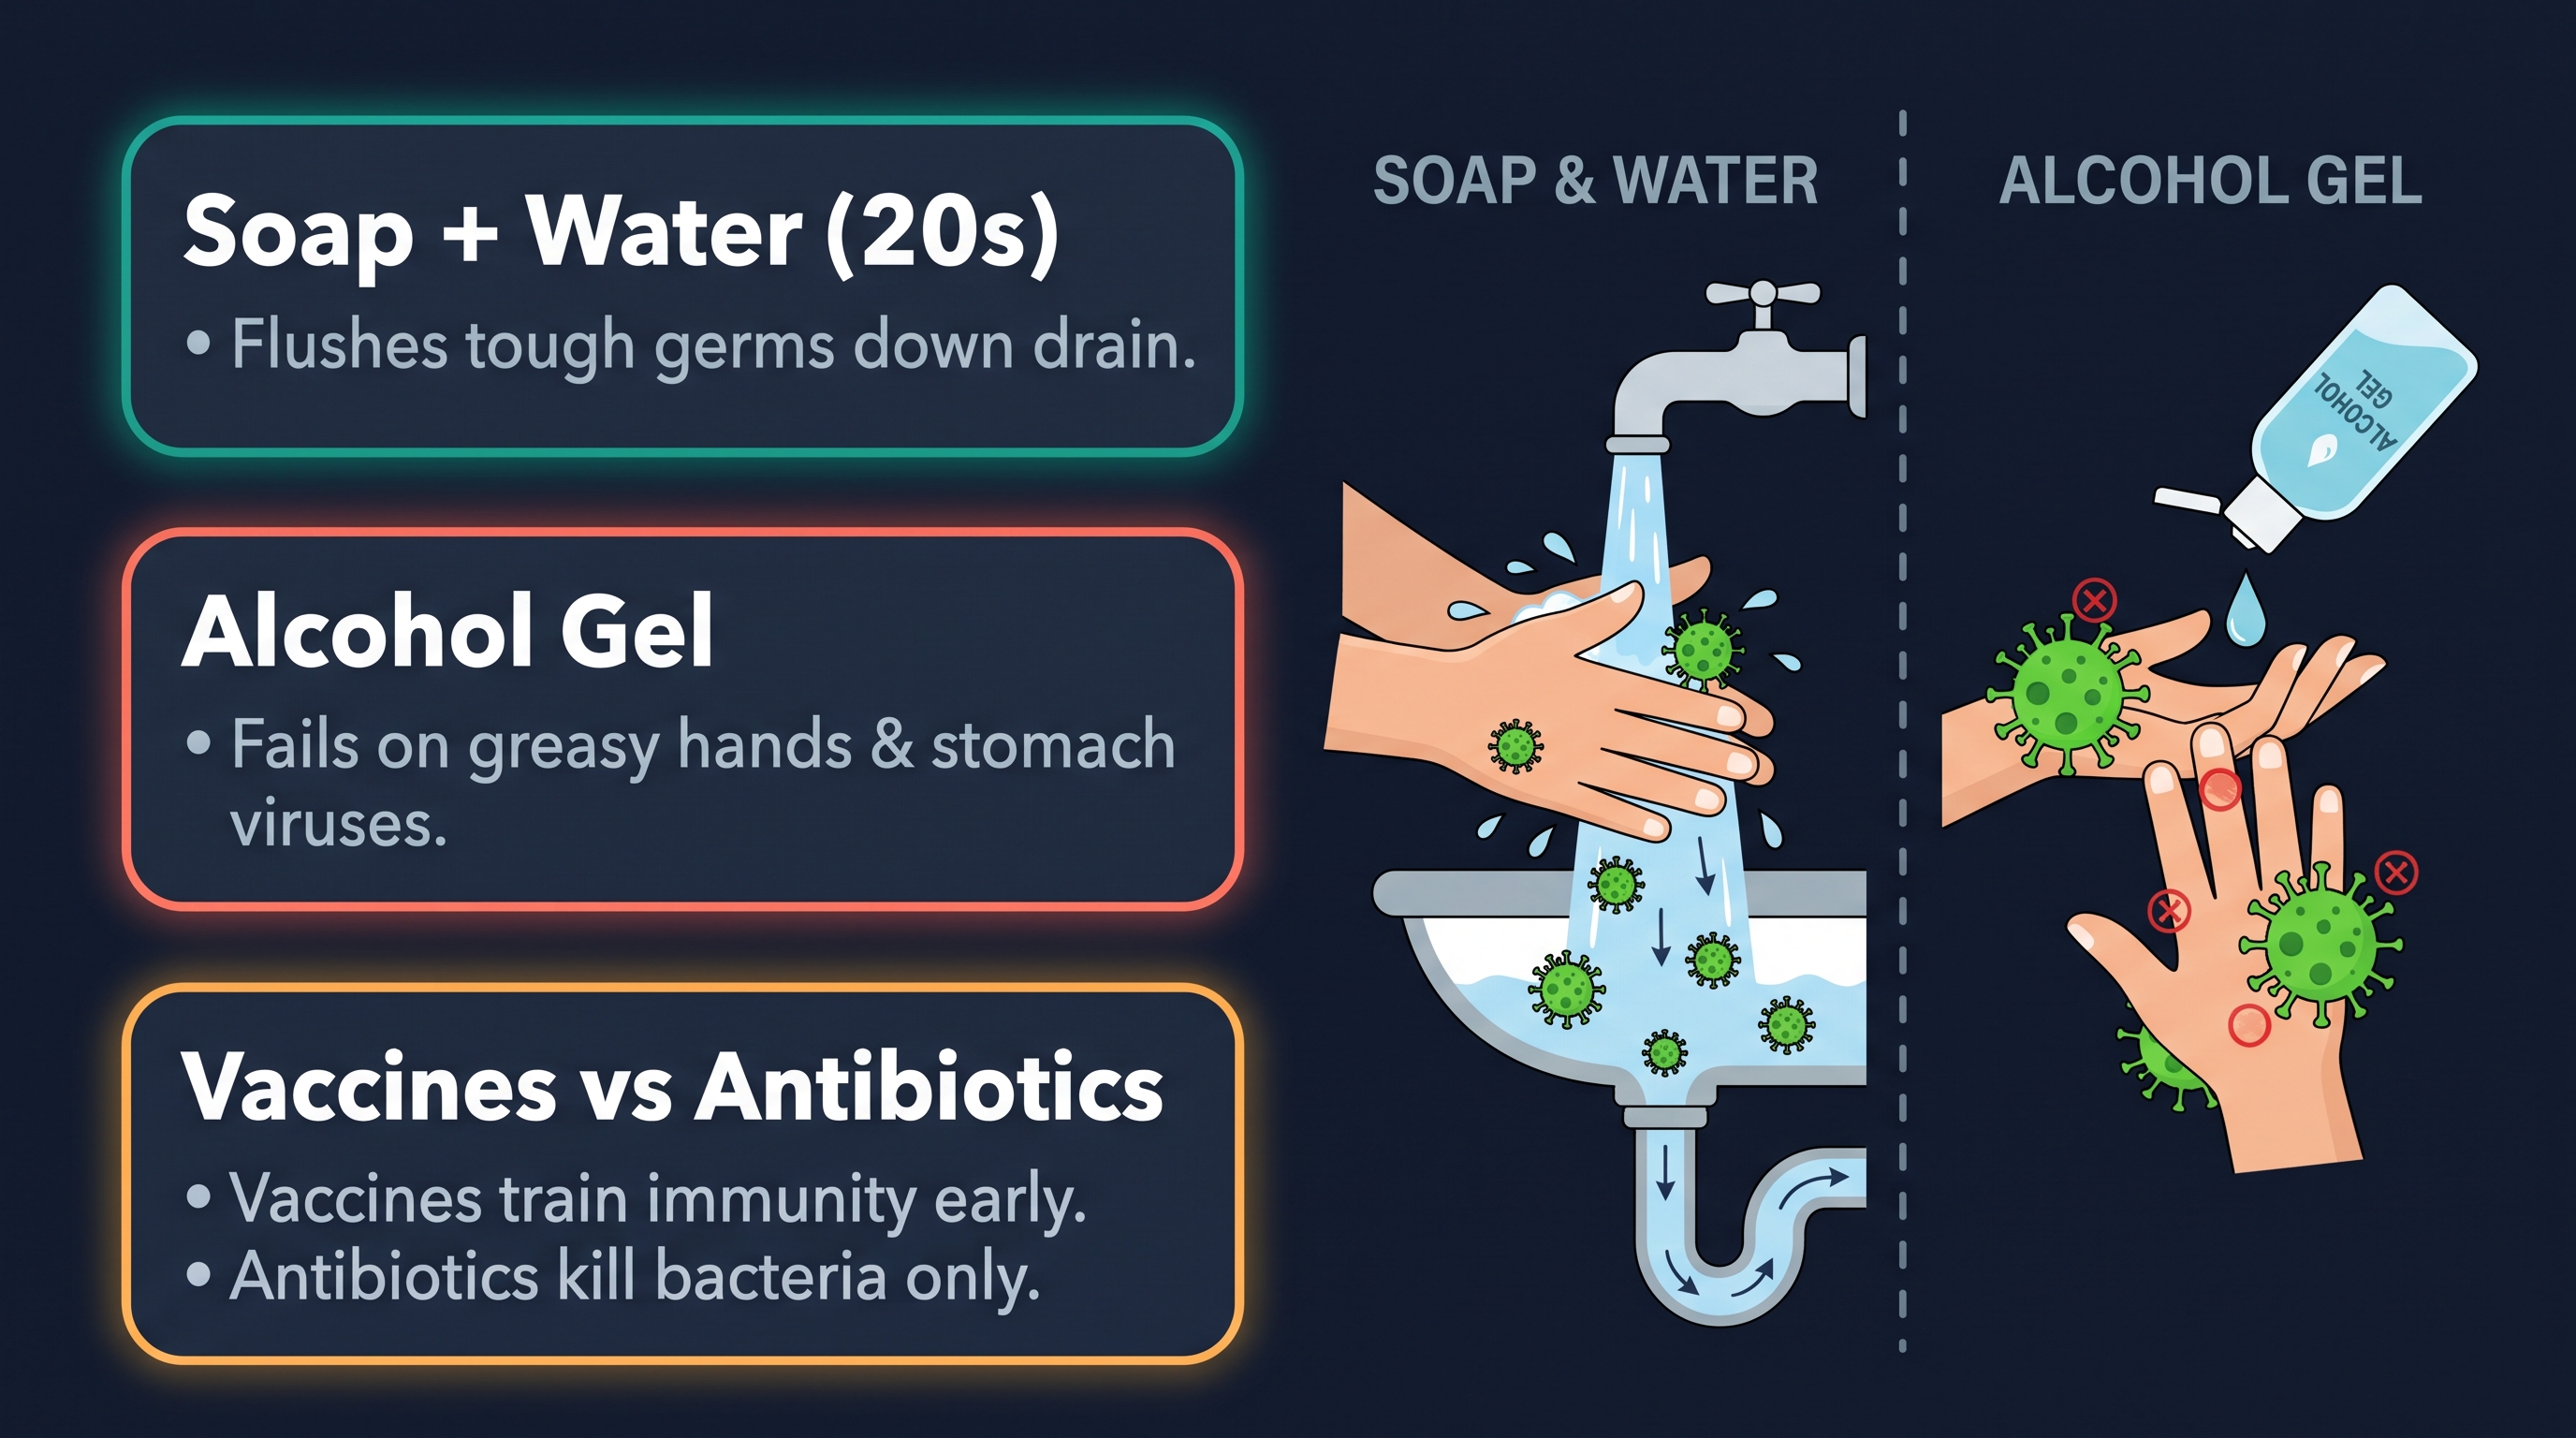 Soap + Water (20s)
• Flushes tough germs down drain.
Alcohol Gel
• Fails on greasy hands & stomach
viruses.
Vaccines vs Antibiotics
• Vaccines train immunity early.
• Antibiotics kill bacteria only.
SOAP & WATER
ALCOHOL GEL
ALCOHOL
GEL